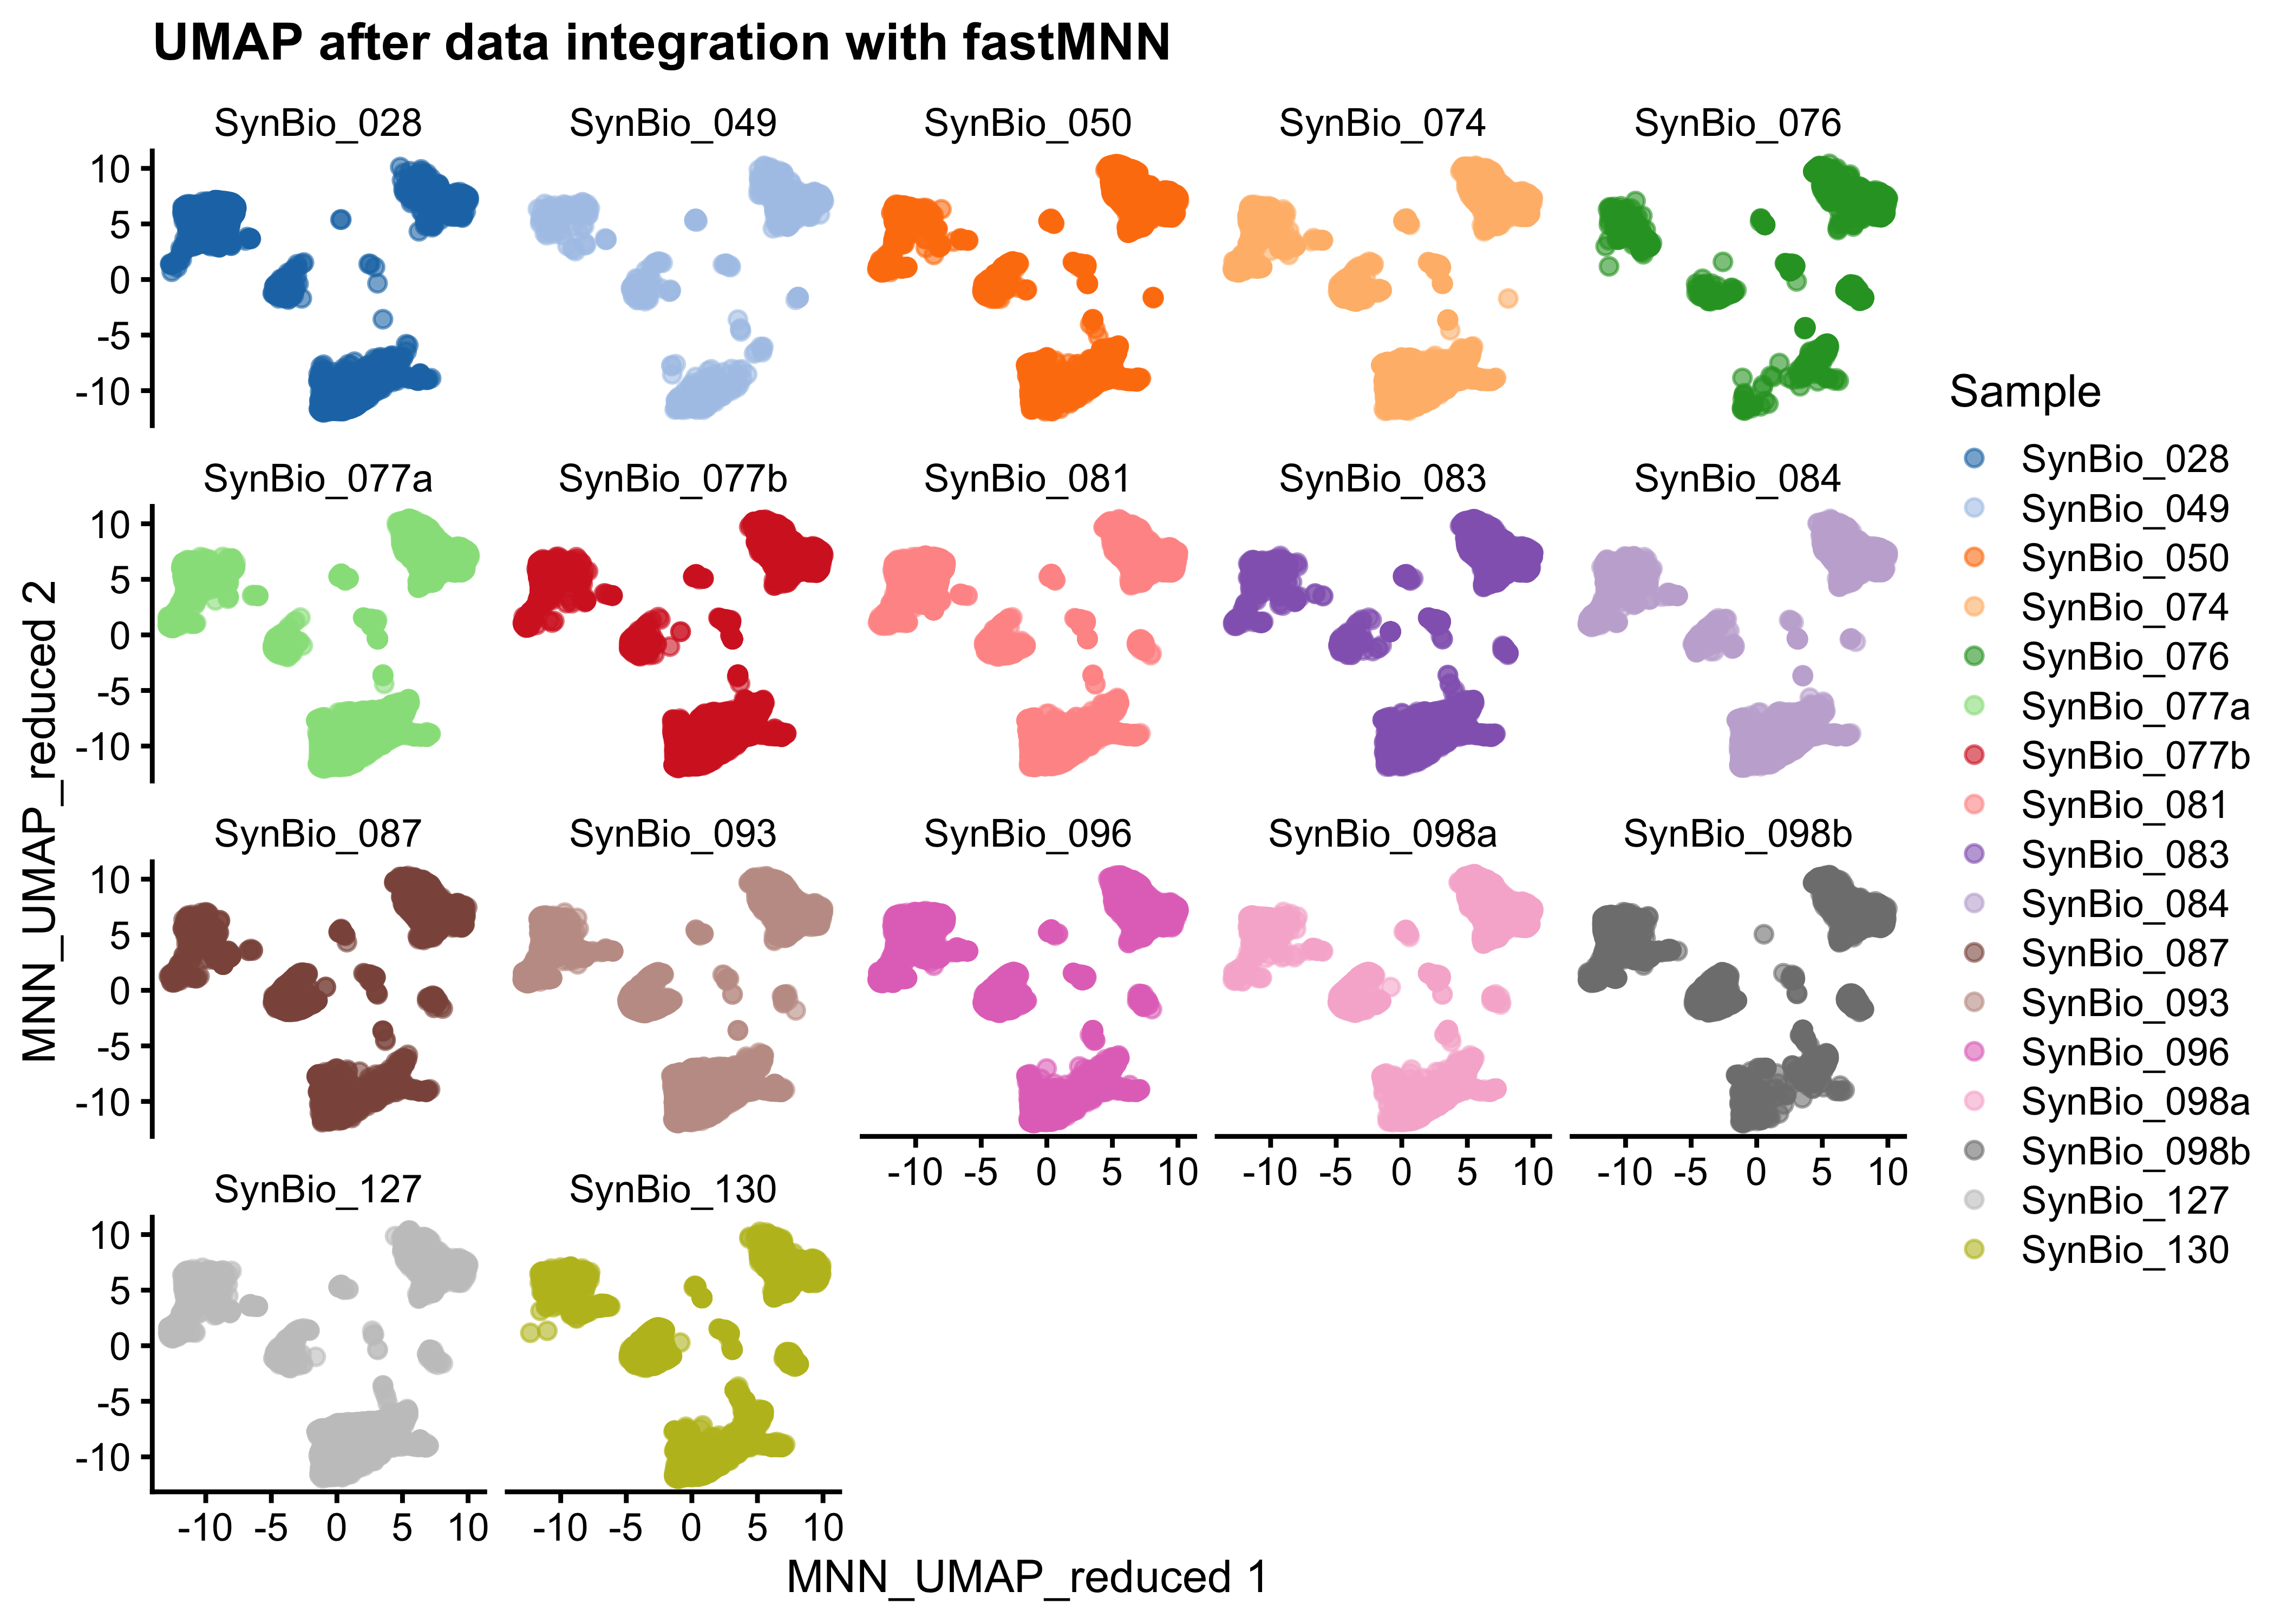 UMAP after data integration with fastMNN
SynBio_028 SynBio_049 SynBio_050 SynBio_074 SynBio_076
10
5
0
-5
-10
SynBio_077a SynBio_077b SynBio_081 SynBio_083 SynBio_084
10
5
0
-5
-10
SynBio_087 SynBio_093 SynBio_096 SynBio_098a SynBio_098b
10
5
0
-5
-10
-10 -5 0 5 10 -10 -5 0 5 10 -10 -5 0 5 10
SynBio_127 SynBio_130
10
5
0
-5
-10
-10 -5 0 5 10 -10 -5 0 5 10
MNN_UMAP_reduced 1
MNN_UMAP_reduced 2
Sample
SynBio_028
SynBio_049
SynBio_050
SynBio_074
SynBio_076
SynBio_077a
SynBio_077b
SynBio_081
SynBio_083
SynBio_084
SynBio_087
SynBio_093
SynBio_096
SynBio_098a
SynBio_098b
SynBio_127
SynBio_130